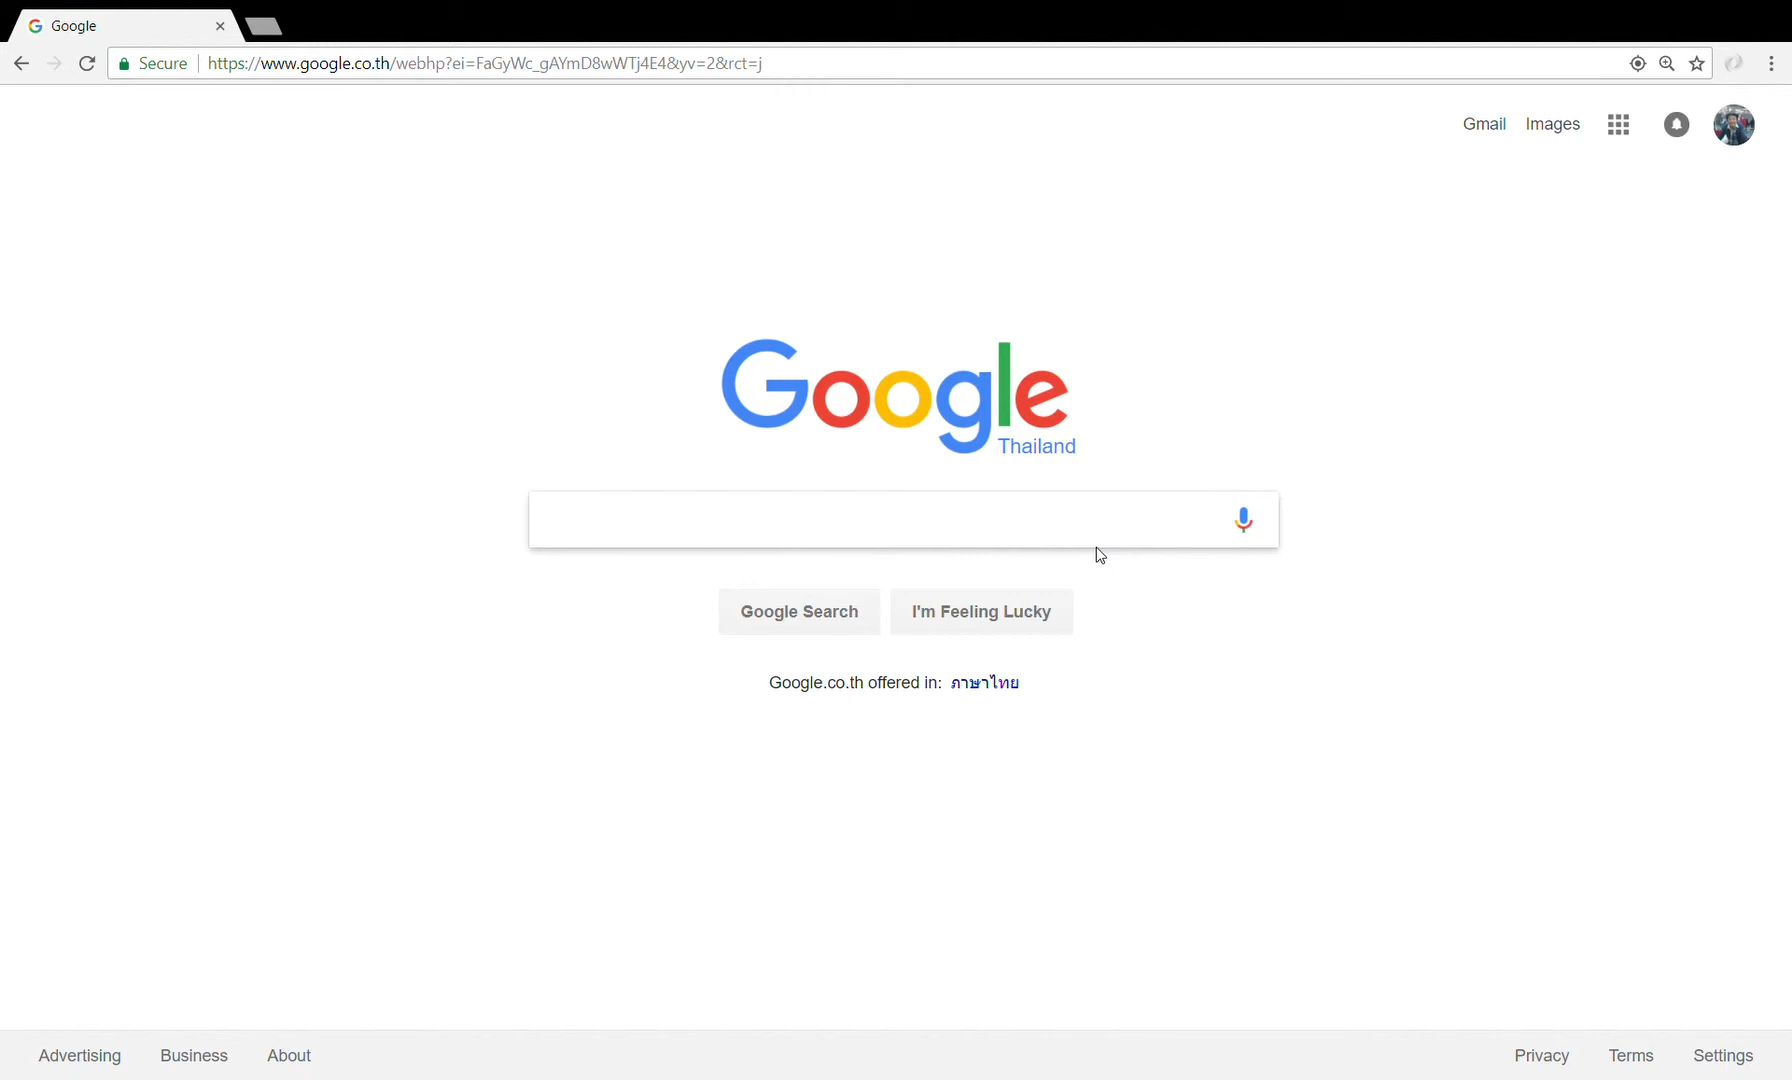 Google
Secure https://www.google.co.th/webhp?ei=FaGyWc_gAYmD8wWTj4E4&yv=2&rct=j
Gmail Images
Google
Thailand
Google Search I'm Feeling Lucky
Google.co.th offered in: ภาษาไทย
Advertising Business About Privacy Terms Settings